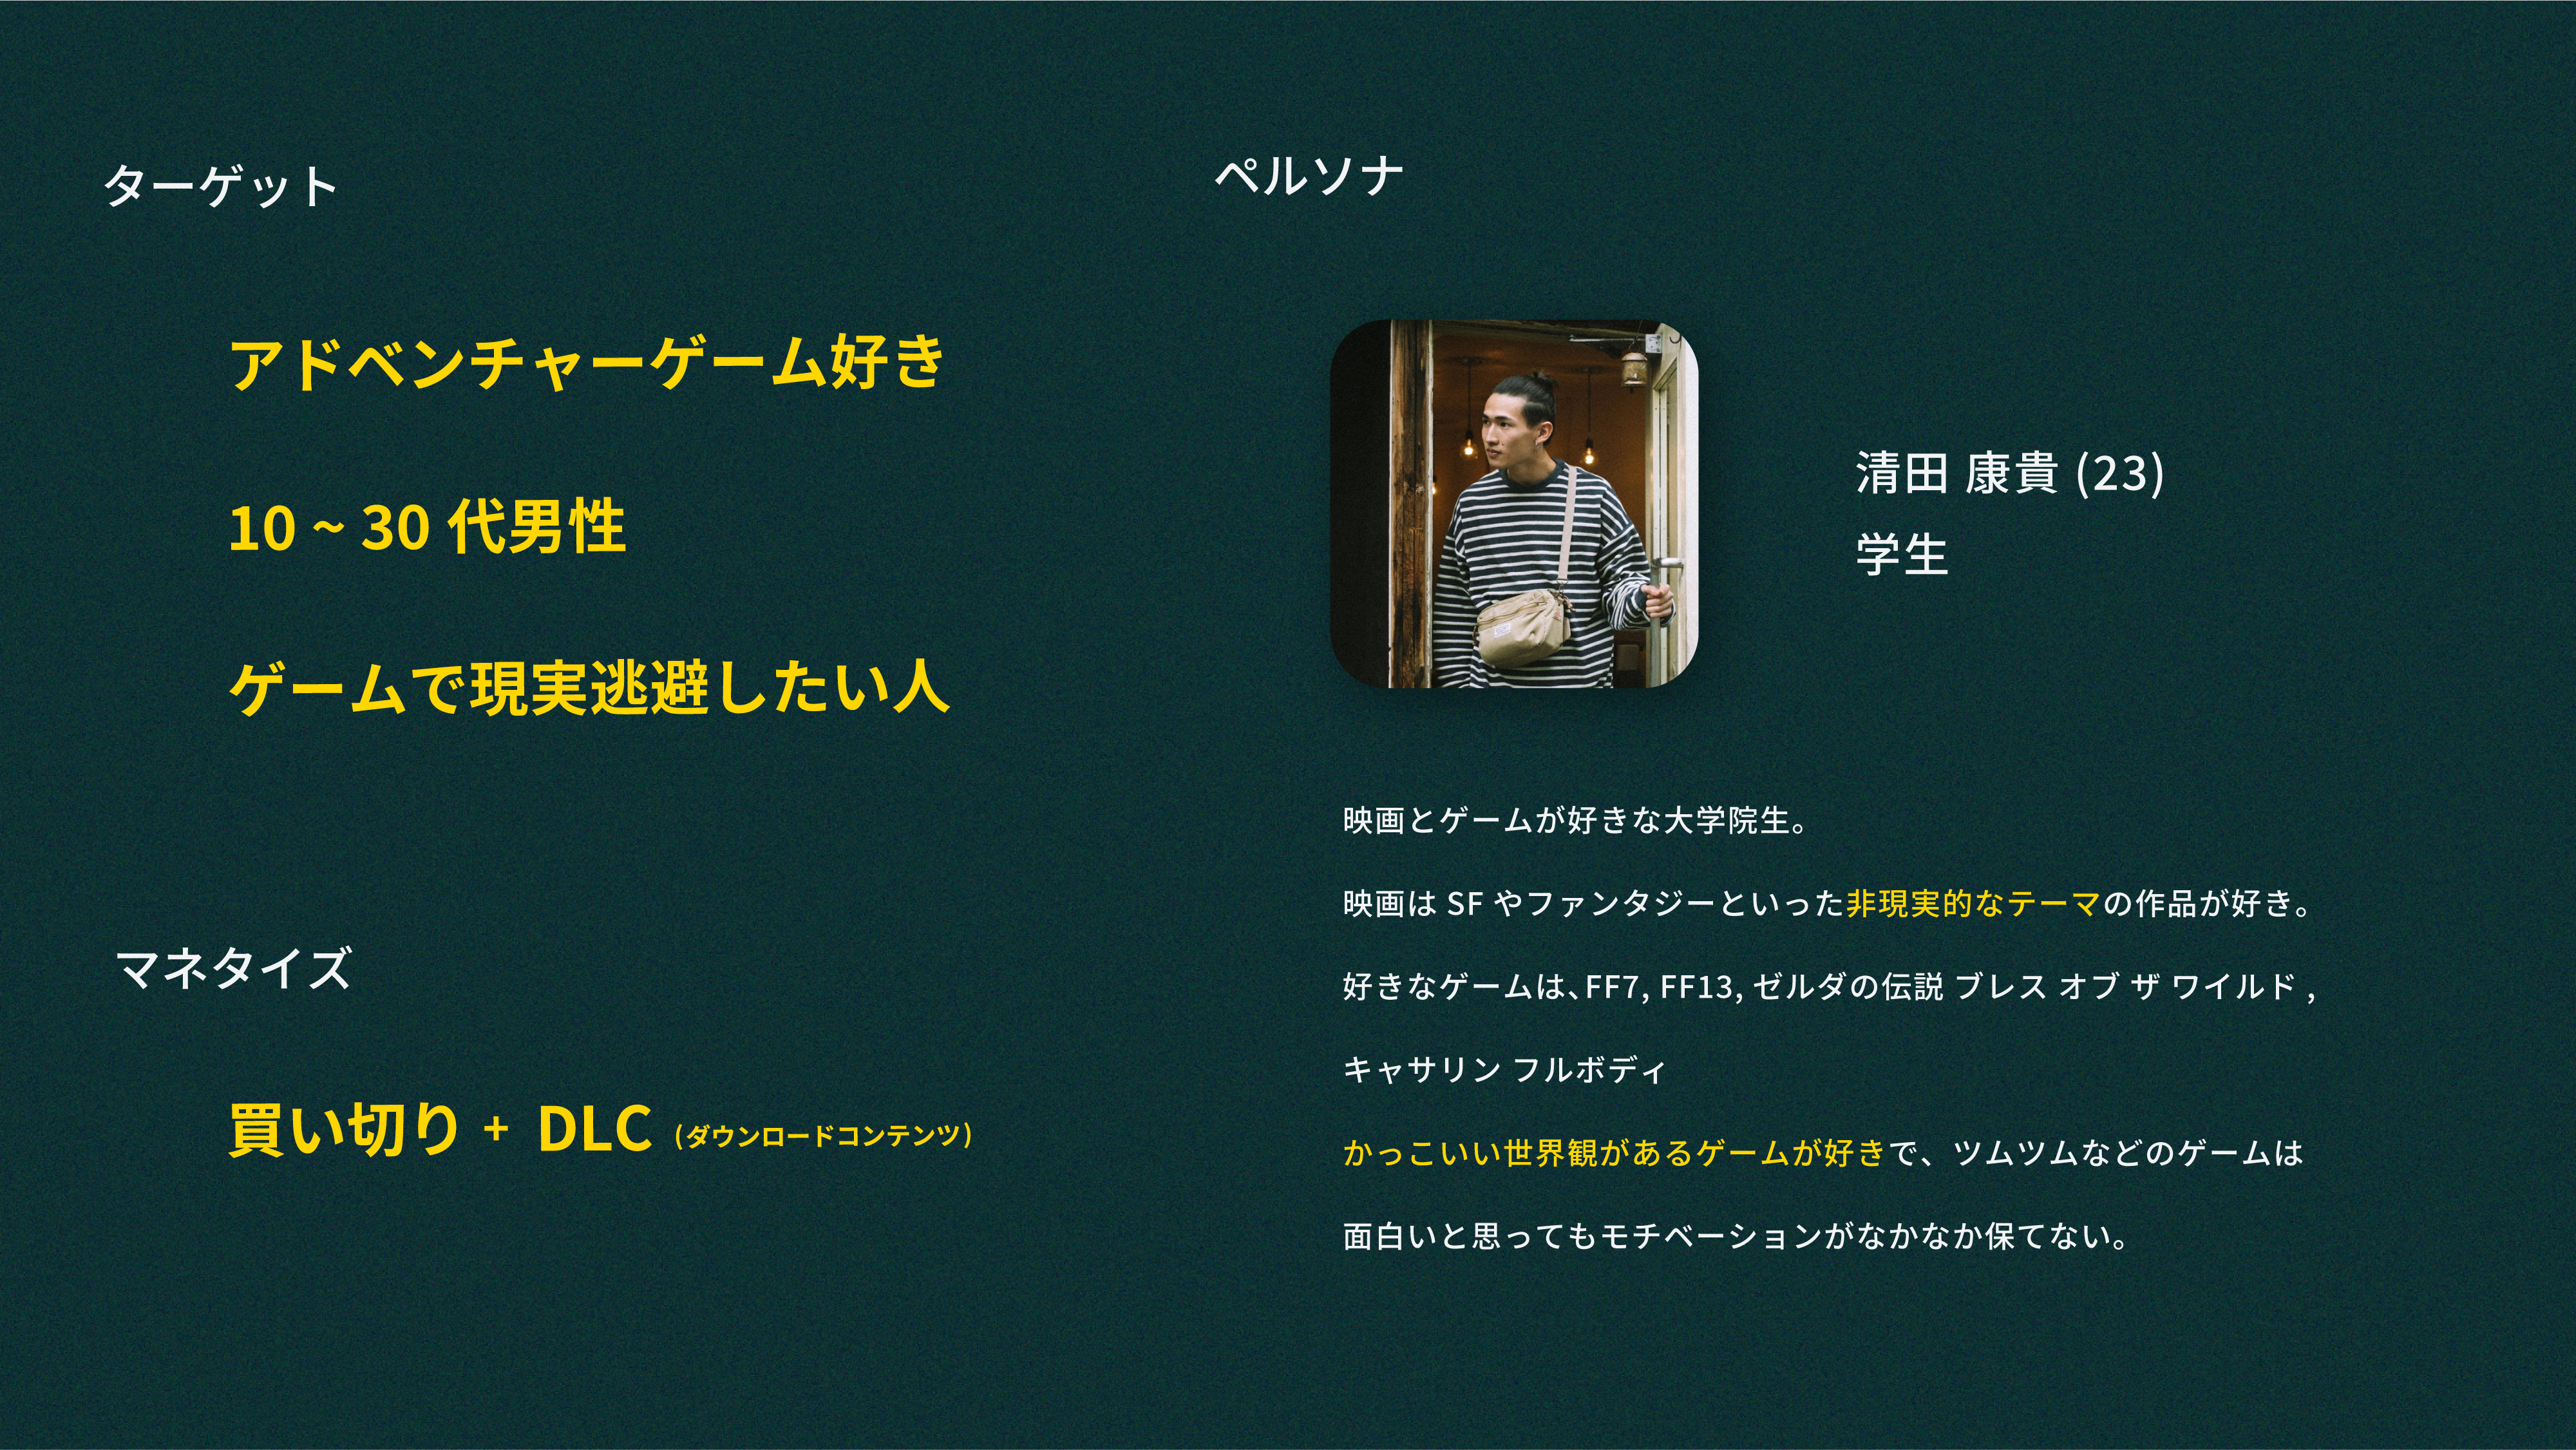 ターゲット
アドベンチャーゲーム好き
10 ~ 30 代男性
ゲームで現実逃避したい人
マネタイズ
買い切り + DLC (ダウンロードコンテンツ)
ペルソナ
清田 康貴 (23)
学生
映画とゲームが好きな大学院生。
映画は SF やファンタジーといった非現実的なテーマの作品が好き。
好きなゲームは、FF7, FF13, ゼルダの伝説 ブレス オブ ザ ワイルド ,
キャサリン フルボディ
かっこいい世界観があるゲームが好きで、ツムツムなどのゲームは
面白いと思ってもモチベーションがなかなか保てない。